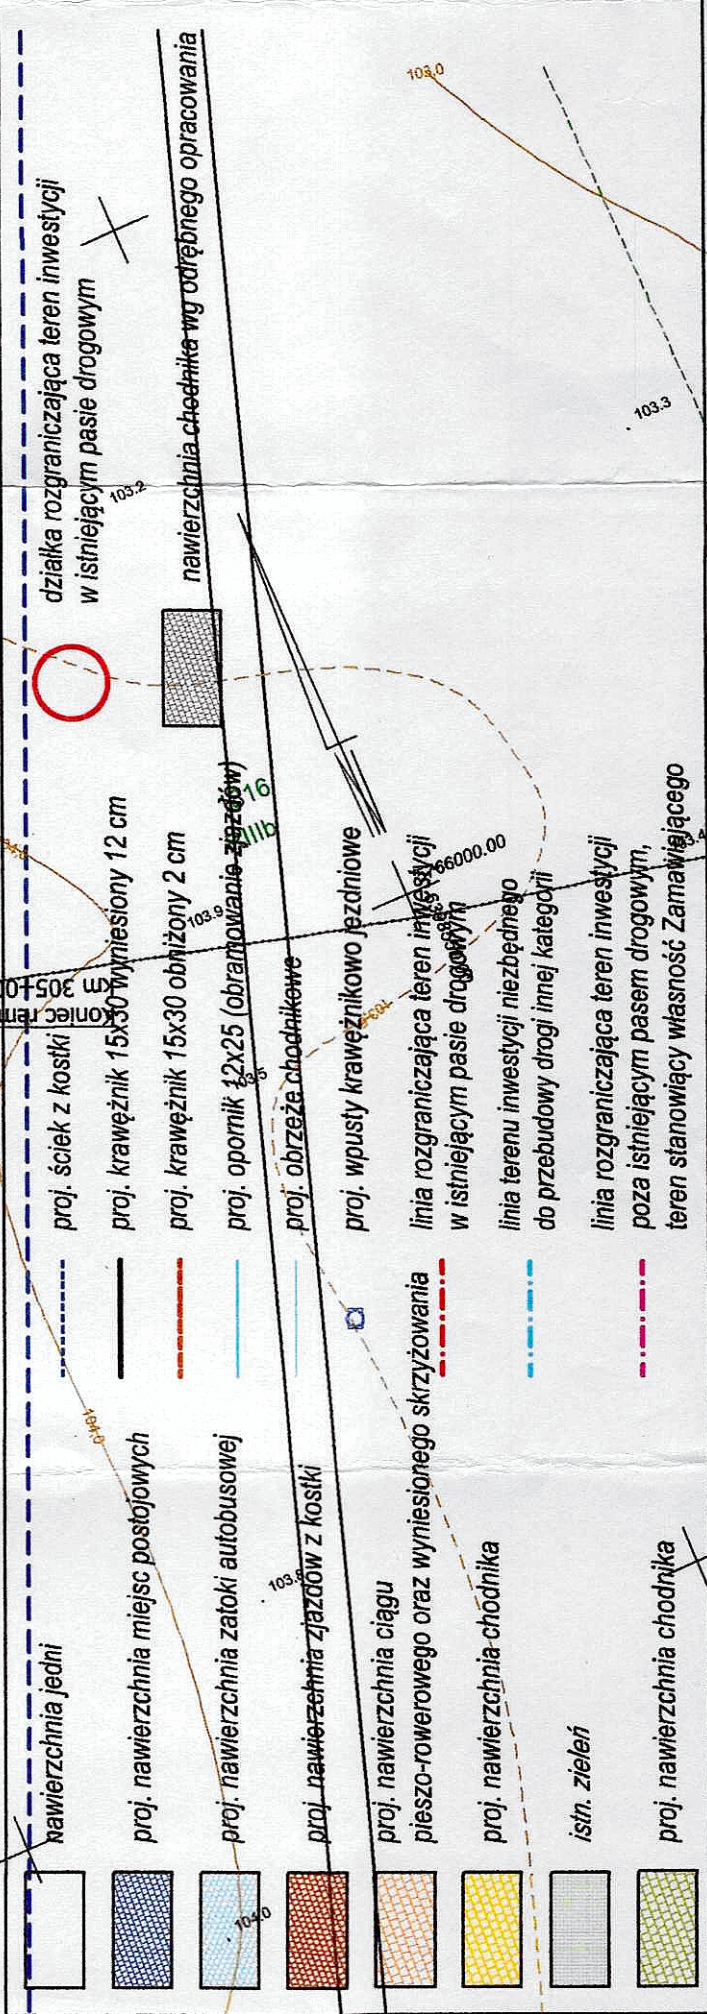 nawierzchnia jedni
proj. nawierzchnia miejsc postojowych
proj. nawierzchnia zatoki autobusowej
proj. nawierzchnia zjazdów z kostki
proj. nawierzchnia ciągu
pieszo-rowerowego oraz wyniesionego skrzyżowania
proj. nawierzchnia chodnika
istn. zieleń
proj. nawierzchnia chodnika
proj. ściek z kostki
proj. krawężnik 15x30 wyniesiony 12 cm
proj. krawężnik 15x30 obniżony 2 cm
proj. opornik 12x25 (obramowanie zjazdów)
proj. obrzeże chodnikowe
proj. wpusty krawężnikowo jezdniowe
linia rozgraniczająca teren inwestycji
w istniejącym pasie drogowym
linia terenu inwestycji niezbędnego
do przebudowy drogi innej kategorii
linia rozgraniczająca teren inwestycji
poza istniejącym pasem drogowym,
teren stanowiący własność Zamawiającego
działka rozgraniczająca teren inwestycji
w istniejącym pasie drogowym
nawierzchnia chodnika wg odrębnego opracowania
104.0
104.0
103.8
103.5
103.9
103.2
103.3
103.0
koniec rem
km 305+0
16
IIIb
66000.00